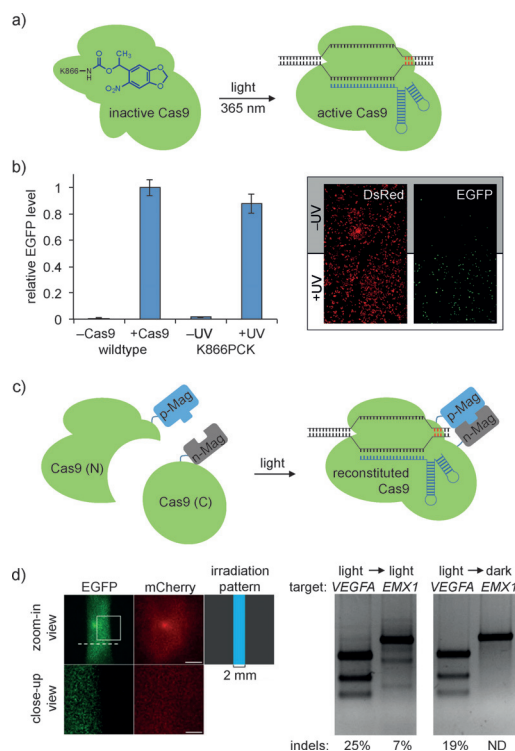 a)
CH₃
O
K866
N
H
O
O
O₂N
O
inactive Cas9
light
365 nm
active Cas9
b)
relative EGFP level
1
0.8
0.6
0.4
0.2
0
–Cas9 +Cas9 –UV +UV
wildtype K866PCK
–UV
+UV
DsRed
EGFP
c)
p-Mag
n-Mag
Cas9 (N)
Cas9 (C)
light
p-Mag
n-Mag
reconstituted
Cas9
d)
EGFP
mCherry
irradiation
pattern
zoom-in
view
close-up
view
2 mm
light → light light → dark
target: VEGFA EMX1 VEGFA EMX1
indels: 25% 7% 19% ND